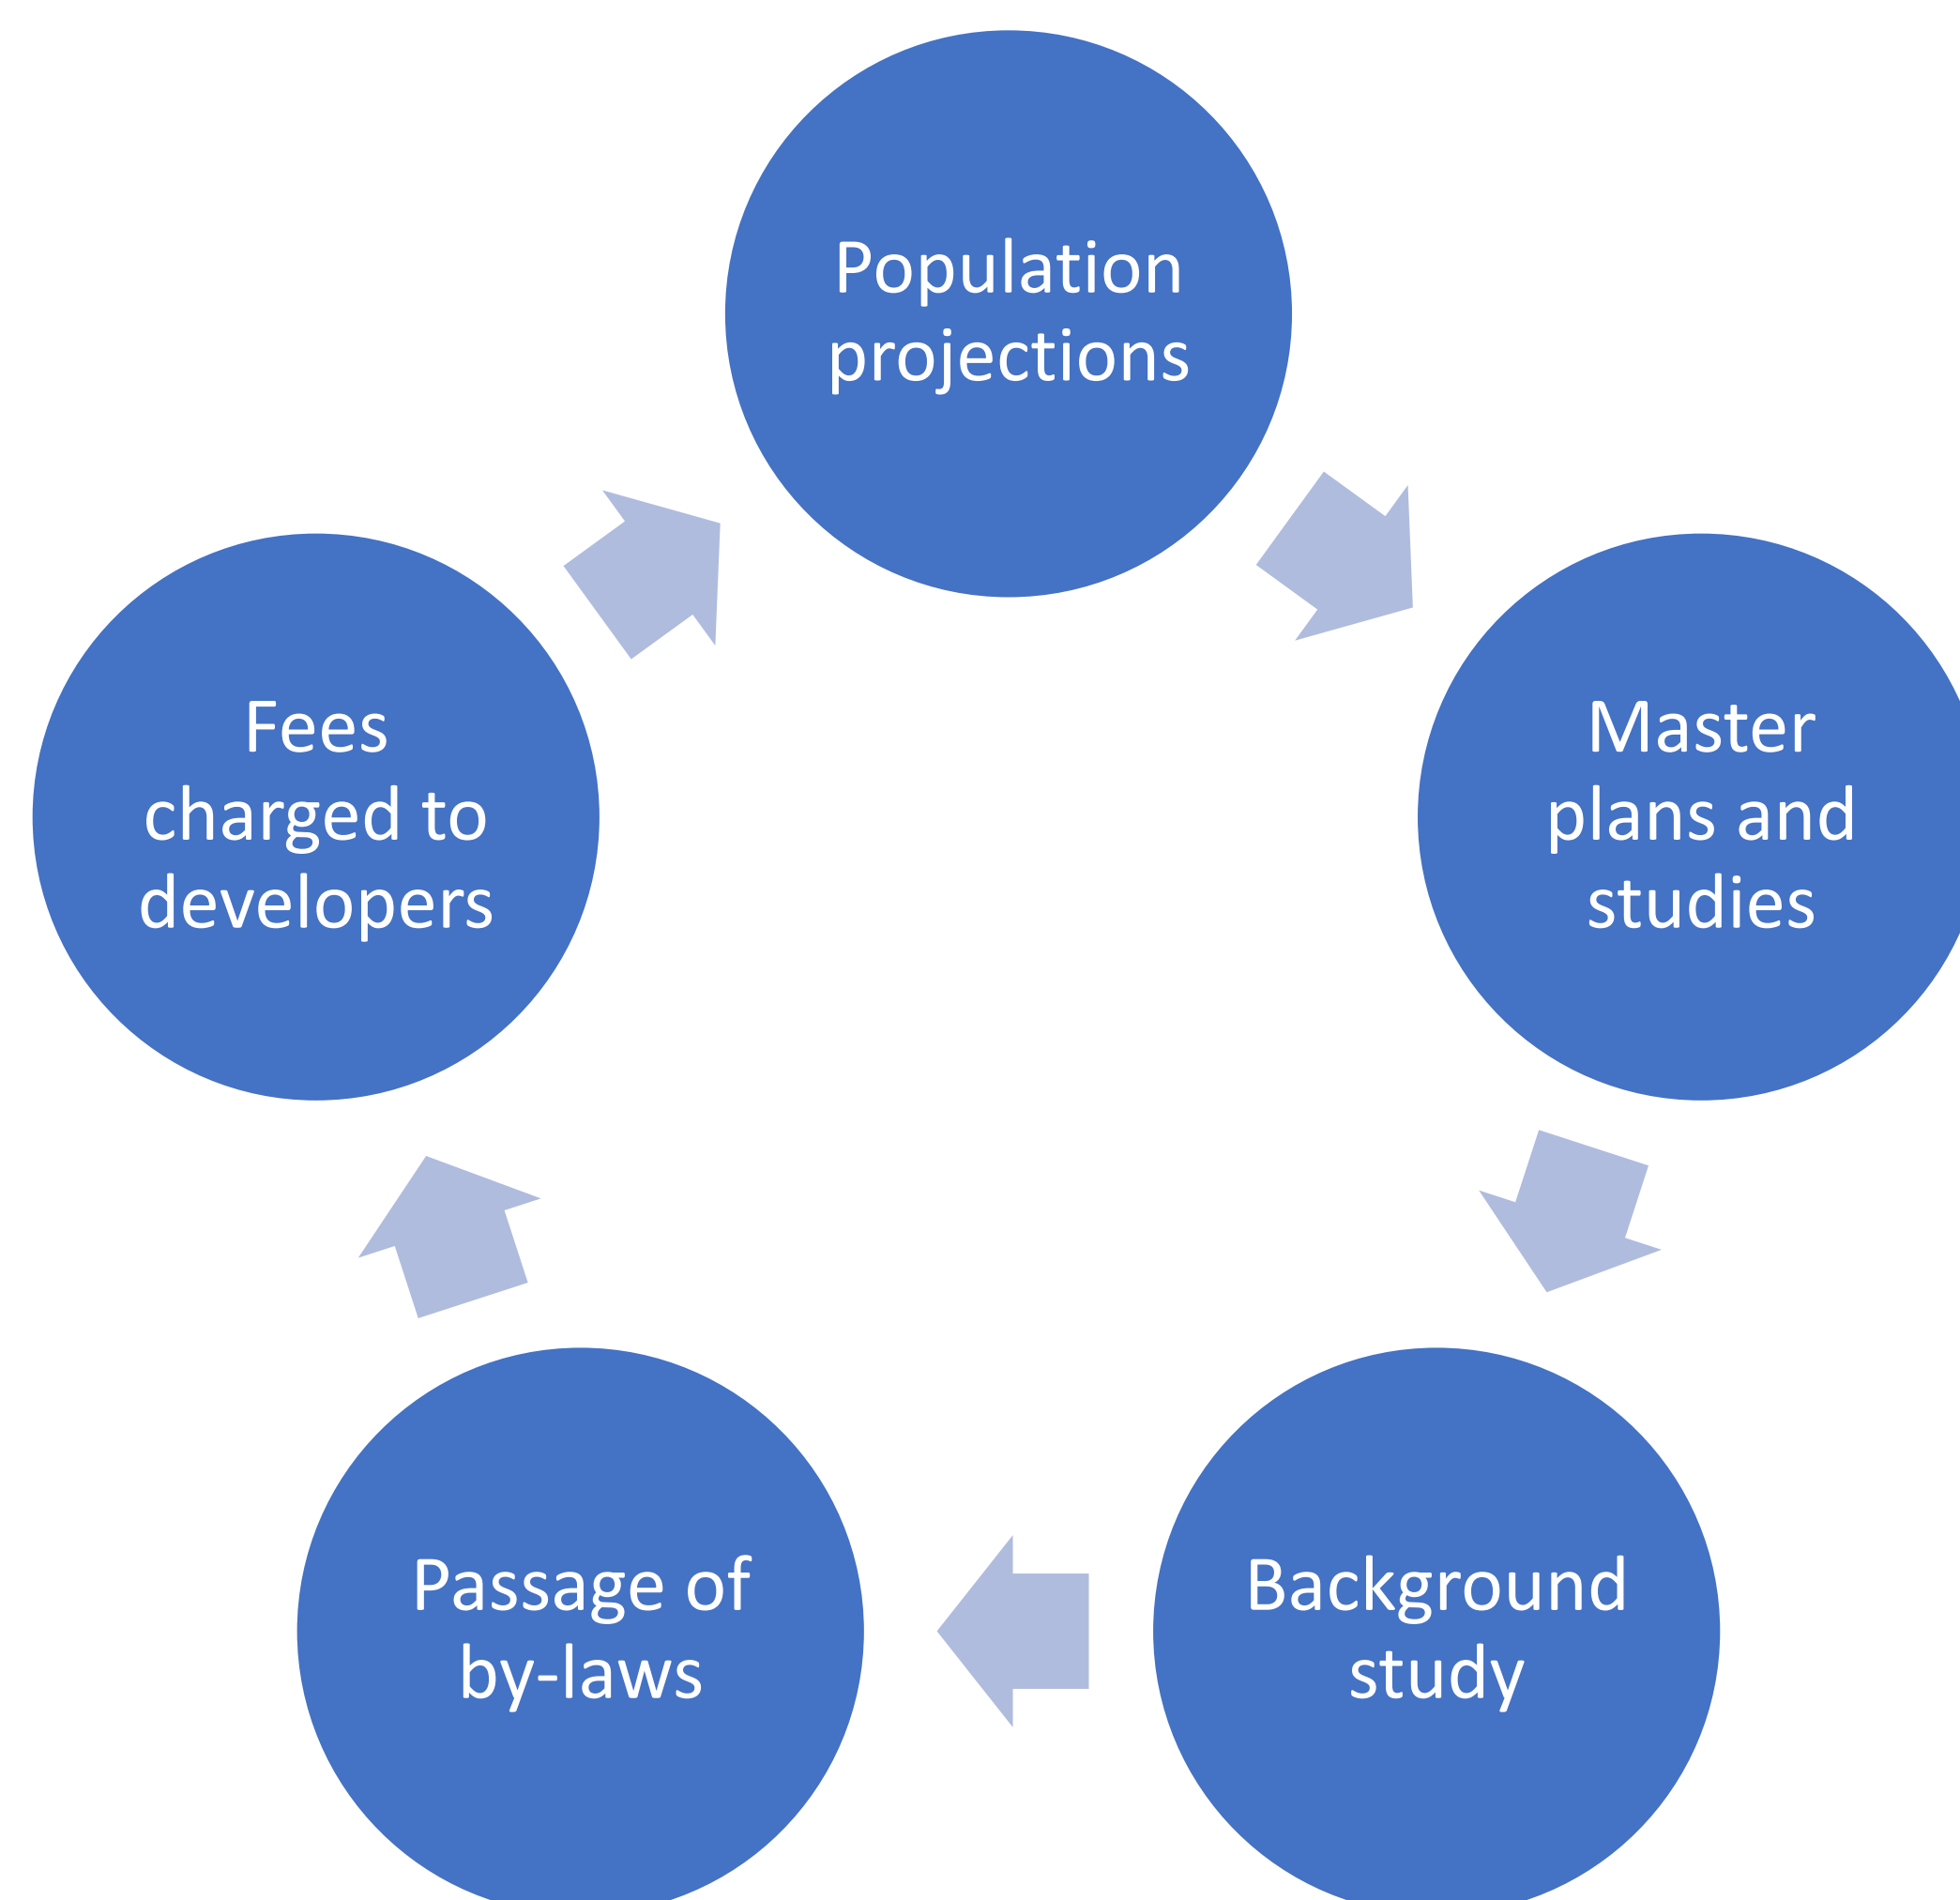 Population
projections
Master
plans and
studies
Background
study
Passage of
by-laws
Fees
charged to
developers